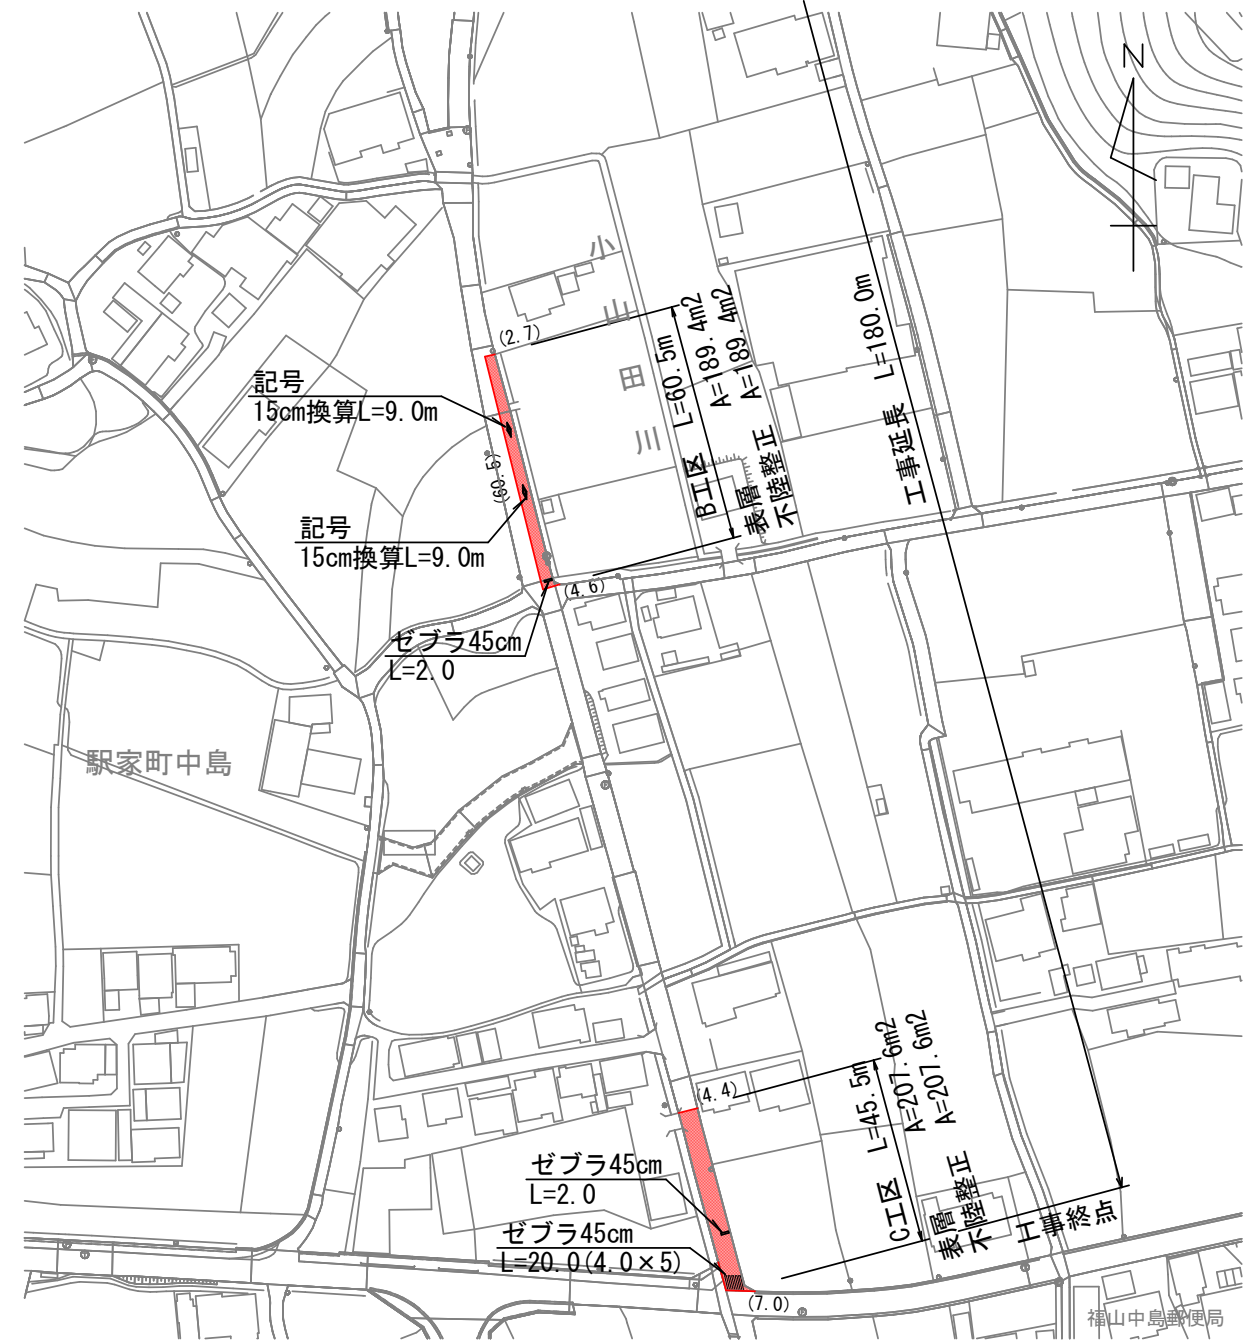 N
小
山
田
川
(2.7)
記号
15cm換算L=9.0m
(60.5)
記号
15cm換算L=9.0m
(4.6)
ゼブラ45cm
L=2.0
B工区 L=60.5m
表層 A=189.4m2
不陸整正 A=189.4m2
工事延長 L=180.0m
駅家町中島
(4.4)
ゼブラ45cm
L=2.0
ゼブラ45cm
L=20.0(4.0×5)
(7.0)
C工区 L=45.5m
表層 A=207.6m2
不陸整正 A=207.6m2
工事終点
福山中島郵便局